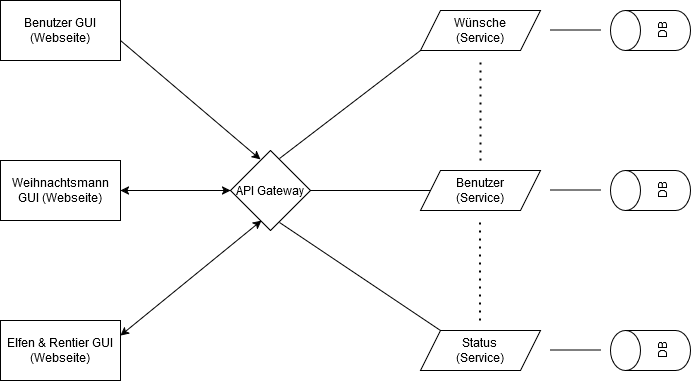 Benutzer GUI
(Webseite)
Wünsche
(Service)
DB
Weihnachtsmann
GUI (Webseite)
API Gateway
Benutzer
(Service)
DB
Elfen & Rentier GUI
(Webseite)
Status
(Service)
DB